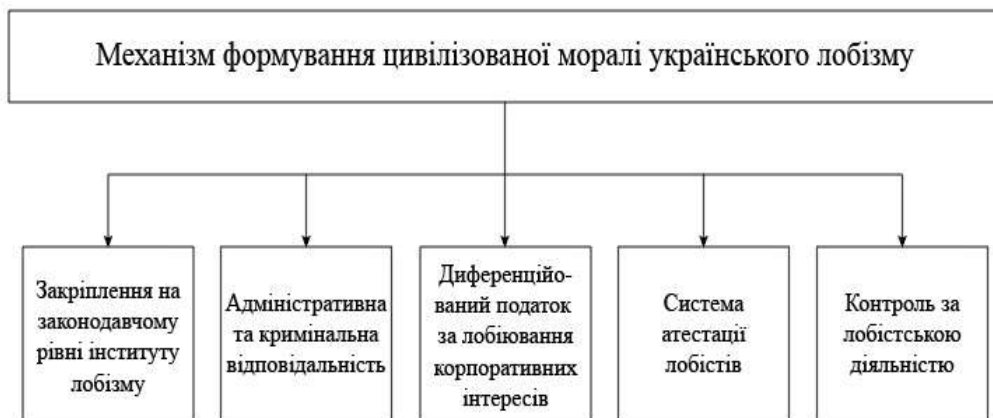 Механізм формування цивілізованої моралі українського лобізму
Закріплення на
законодавчому
рівні інституту
лобізму
Адміністративна
та кримінальна
відповідальність
Диференційо-
ваний податок
за лобіювання
корпоративних
інтересів
Система
атестації
лобістів
Контроль за
лобістською
діяльністю